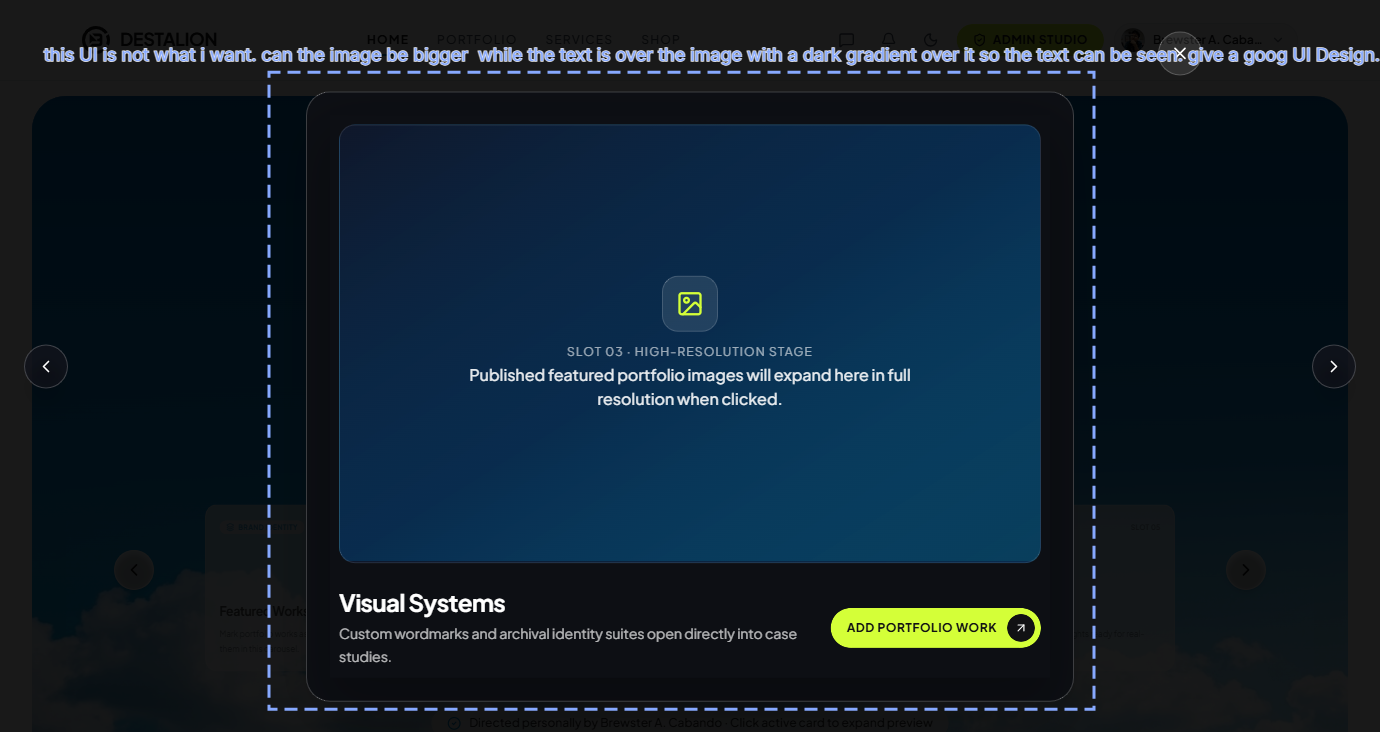 DESTALION
HOME PORTFOLIO SERVICES SHOP
ADMIN STUDIO
this UI is not what i want. can the image be bigger while the text is over the image with a dark gradient over it so the text can be seen. give a goog UI Design.
SLOT 03 · HIGH-RESOLUTION STAGE
Published featured portfolio images will expand here in full
resolution when clicked.
Featured Works
Visual Systems
Custom wordmarks and archival identity suites open directly into case
studies.
ADD PORTFOLIO WORK
Directed personally by Brewster A. Cabando · Click active card to expand preview